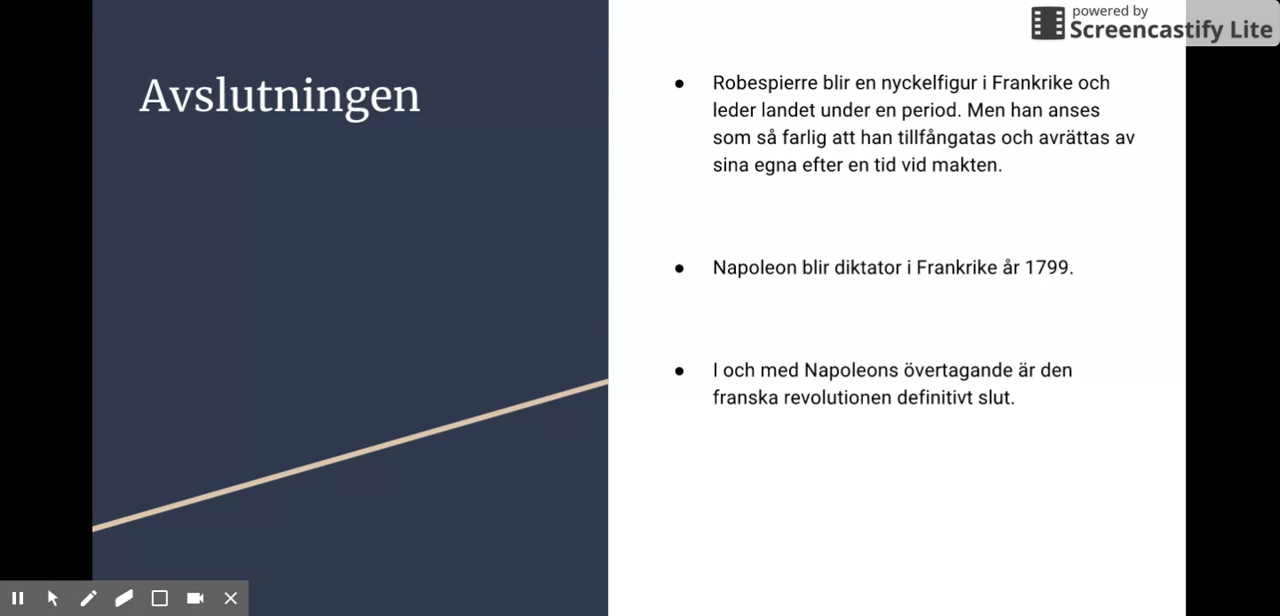 powered by
Screencastify Lite
Avslutningen
● Robespierre blir en nyckelfigur i Frankrike och
leder landet under en period. Men han anses
som så farlig att han tillfångatas och avrättas av
sina egna efter en tid vid makten.
● Napoleon blir diktator i Frankrike år 1799.
● I och med Napoleons övertagande är den
franska revolutionen definitivt slut.